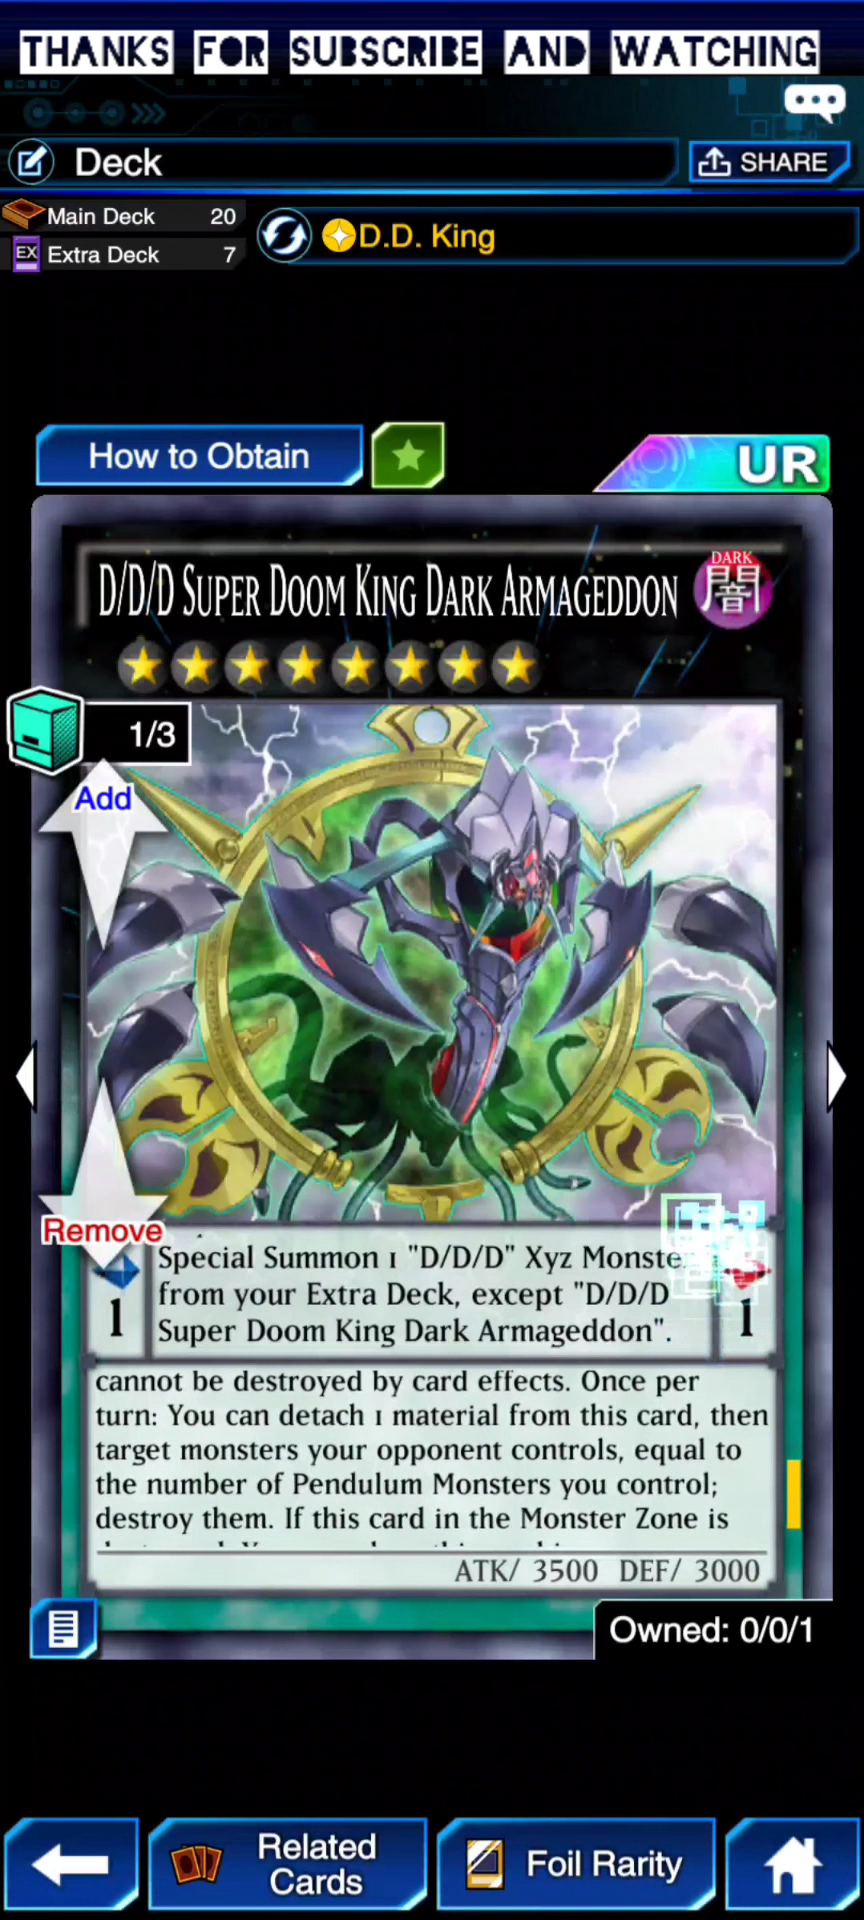 THANKS FOR SUBSCRIBE AND WATCHING
Deck
SHARE
Main Deck 20
EX Extra Deck 7
D.D. King
How to Obtain
UR
D/D/D SUPER DOOM KING DARK ARMAGEDDON
DARK
闇
1/3
Add
Remove
Special Summon 1 "D/D/D" Xyz Monste
from your Extra Deck, except "D/D/D
Super Doom King Dark Armageddon".
1
1
cannot be destroyed by card effects. Once per
turn: You can detach 1 material from this card, then
target monsters your opponent controls, equal to
the number of Pendulum Monsters you control;
destroy them. If this card in the Monster Zone is
ATK/ 3500 DEF/ 3000
Owned: 0/0/1
Related
Cards
Foil Rarity